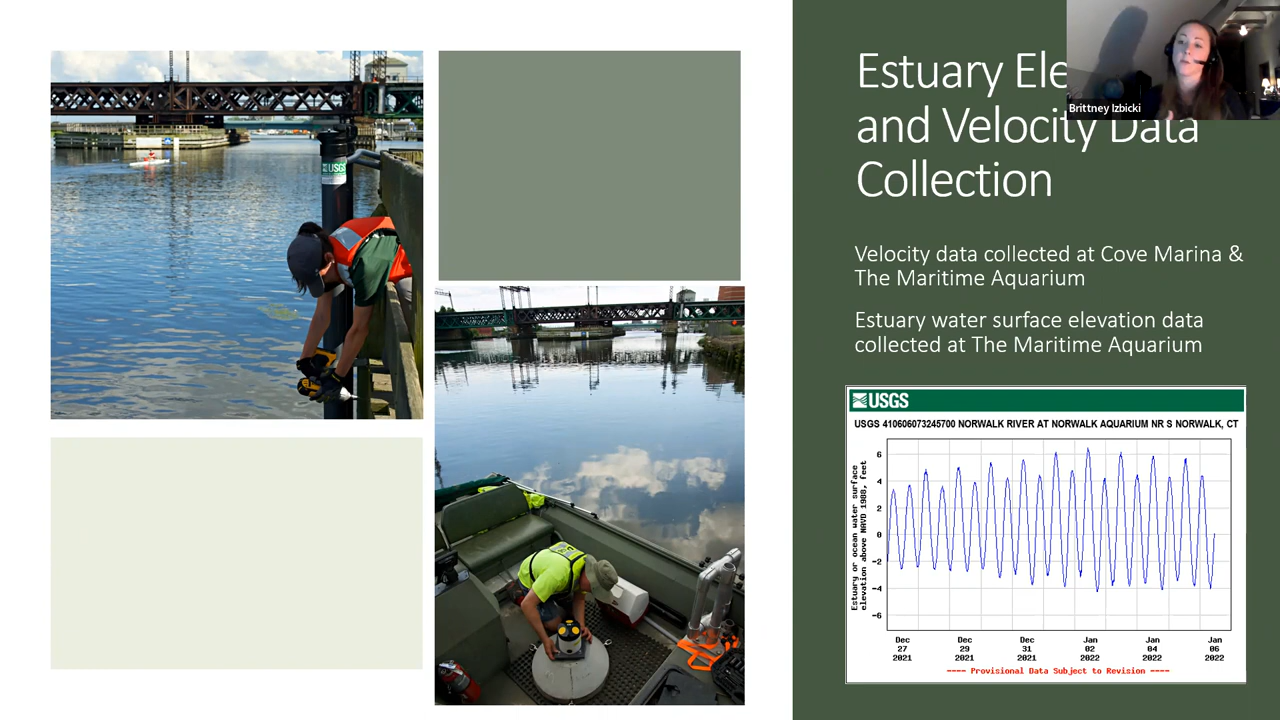 Estuary Ele
and Velocity Data
Collection
Brittney Izbicki
Velocity data collected at Cove Marina &
The Maritime Aquarium
Estuary water surface elevation data
collected at The Maritime Aquarium
USGS
USGS
USGS 410606073245700 NORWALK RIVER AT NORWALK AQUARIUM NR S NORWALK, CT
Estuary or ocean water surface
elevation above NAVD 1988, feet
6
4
2
0
-2
-4
-6
Dec Dec Dec Jan Jan Jan
27 29 31 02 04 06
2021 2021 2021 2022 2022 2022
---- Provisional Data Subject to Revision ----